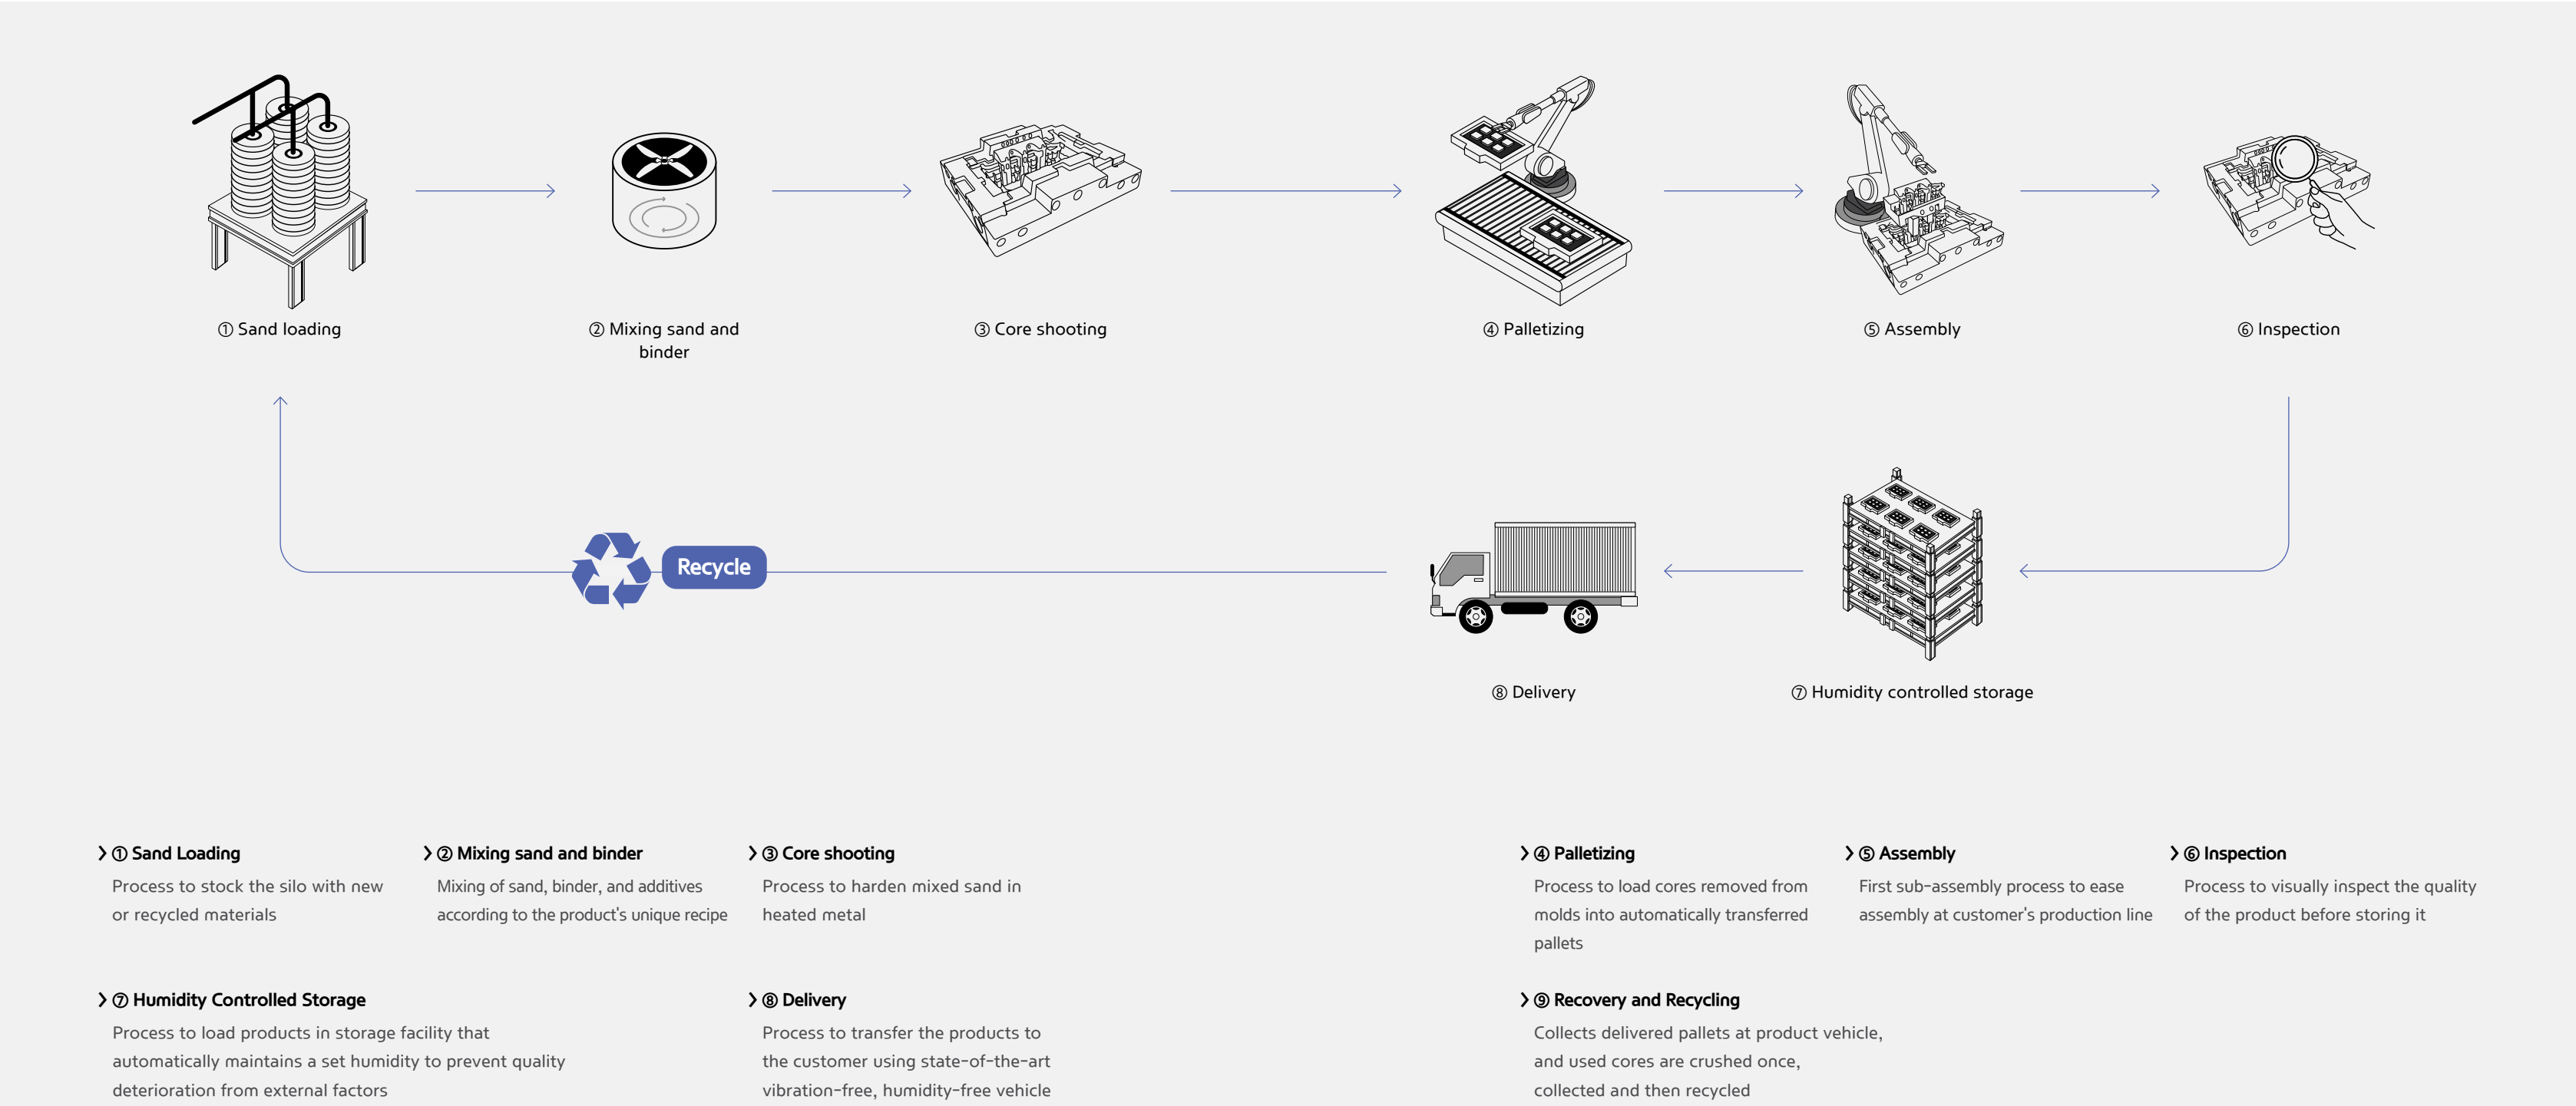 ① Sand loading
② Mixing sand and
binder
③ Core shooting
④ Palletizing
⑤ Assembly
⑥ Inspection
Recycle
⑧ Delivery
⑦ Humidity controlled storage
① Sand Loading
Process to stock the silo with new
or recycled materials
② Mixing sand and binder
Mixing of sand, binder, and additives
according to the product's unique recipe
③ Core shooting
Process to harden mixed sand in
heated metal
④ Palletizing
Process to load cores removed from
molds into automatically transferred
pallets
⑤ Assembly
First sub-assembly process to ease
assembly at customer's production line
⑥ Inspection
Process to visually inspect the quality
of the product before storing it
⑦ Humidity Controlled Storage
Process to load products in storage facility that
automatically maintains a set humidity to prevent quality
deterioration from external factors
⑧ Delivery
Process to transfer the products to
the customer using state-of-the-art
vibration-free, humidity-free vehicle
⑨ Recovery and Recycling
Collects delivered pallets at product vehicle,
and used cores are crushed once,
collected and then recycled